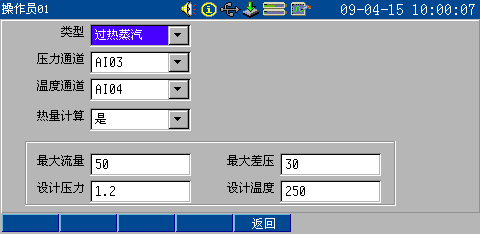 操作员01 09-04-15 10:00:07
类型 过热蒸汽
压力通道 AI03
温度通道 AI04
热量计算 是
最大流量 50 最大差压 30
设计压力 1.2 设计温度 250
返回